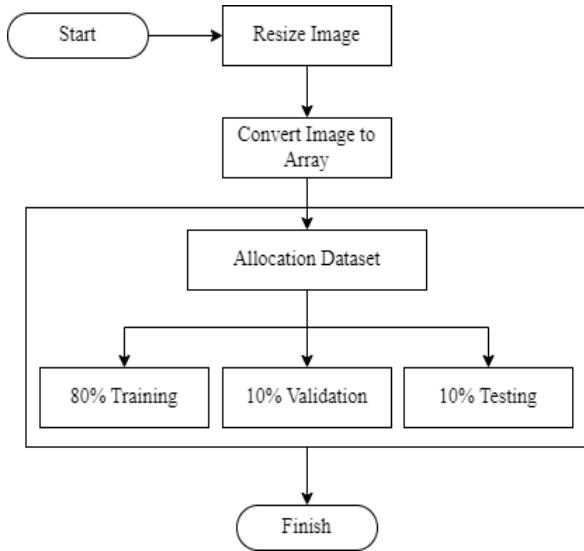 Start
Resize Image
Convert Image to
Array
Allocation Dataset
80% Training
10% Validation
10% Testing
Finish